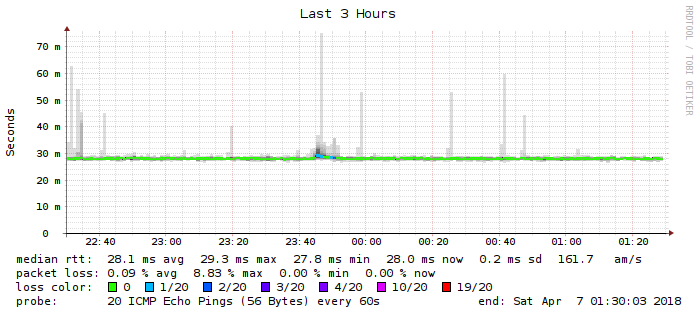 Last 3 Hours
RRDTOOL / TOBI OETIKER
Seconds
70 m
60 m
50 m
40 m
30 m
20 m
10 m
0
22:40 23:00 23:20 23:40 00:00 00:20 00:40 01:00 01:20
median rtt: 28.1 ms avg 29.3 ms max 27.8 ms min 28.0 ms now 0.2 ms sd 161.7 am/s
packet loss: 0.09 % avg 8.83 % max 0.00 % min 0.00 % now
loss color: 0 1/20 2/20 3/20 4/20 10/20 19/20
probe: 20 ICMP Echo Pings (56 Bytes) every 60s end: Sat Apr 7 01:30:03 2018